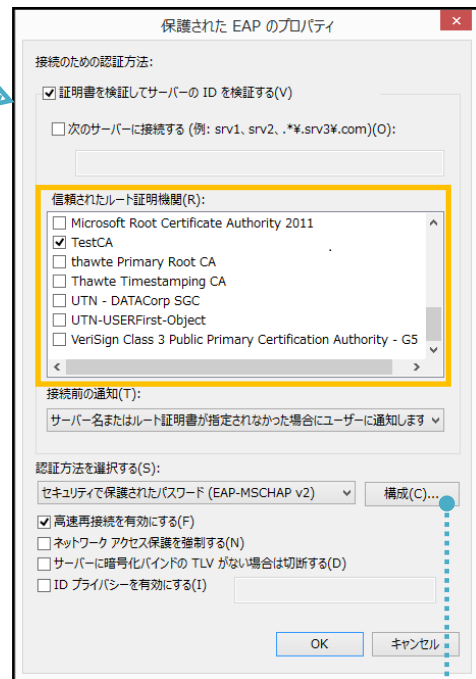 保護された EAP のプロパティ
接続のための認証方法:
証明書を検証してサーバーの ID を検証する(V)
次のサーバーに接続する (例: srv1、srv2、.*¥.srv3¥.com)(O):
信頼されたルート証明機関(R):
Microsoft Root Certificate Authority 2011
TestCA
thawte Primary Root CA
Thawte Timestamping CA
UTN - DATACorp SGC
UTN-USERFirst-Object
VeriSign Class 3 Public Primary Certification Authority - G5
接続前の通知(T):
サーバー名またはルート証明書が指定されなかった場合にユーザーに通知します
認証方法を選択する(S):
セキュリティで保護されたパスワード (EAP-MSCHAP v2) 構成(C)...
高速再接続を有効にする(F)
ネットワーク アクセス保護を強制する(N)
サーバーに暗号化バインドの TLV がない場合は切断する(D)
ID プライバシーを有効にする(I)
OK キャンセル